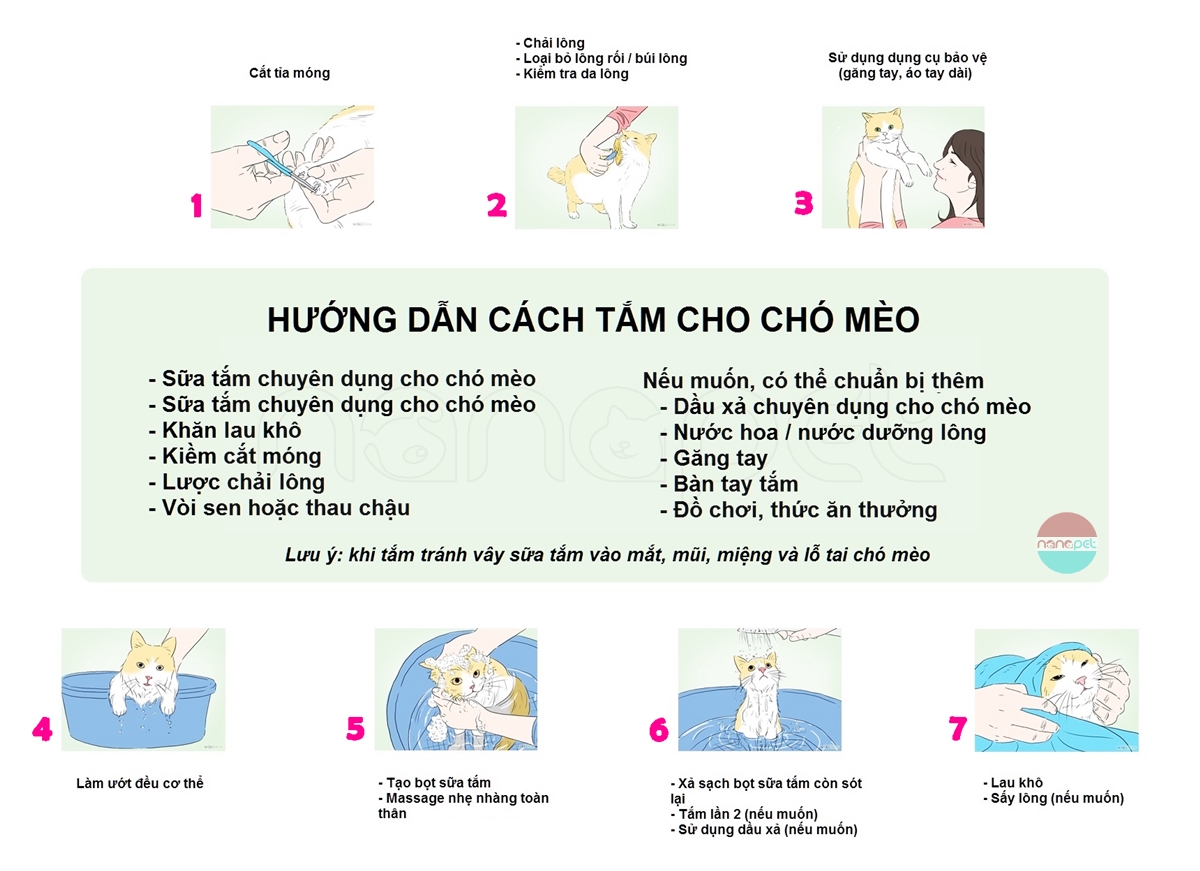 Cắt tỉa móng
- Chải lông
- Loại bỏ lông rối / búi lông
- Kiểm tra da lông
Sử dụng dụng cụ bảo vệ
(găng tay, áo tay dài)
1
2
3
HƯỚNG DẪN CÁCH TẮM CHO CHÓ MÈO
- Sữa tắm chuyên dụng cho chó mèo
- Sữa tắm chuyên dụng cho chó mèo
- Khăn lau khô
- Kiềm cắt móng
- Lược chải lông
- Vòi sen hoặc thau chậu
Nếu muốn, có thể chuẩn bị thêm
- Dầu xả chuyên dụng cho chó mèo
- Nước hoa / nước dưỡng lông
- Găng tay
- Bàn tay tắm
- Đồ chơi, thức ăn thưởng
nanapet
nanapet
Lưu ý: khi tắm tránh vây sữa tắm vào mắt, mũi, miệng và lỗ tai chó mèo
4
5
6
7
Làm ướt đều cơ thể
- Tạo bọt sữa tắm
- Massage nhẹ nhàng toàn
thân
- Xả sạch bọt sữa tắm còn sót
lại
- Tắm lần 2 (nếu muốn)
- Sử dụng dầu xả (nếu muốn)
- Lau khô
- Sấy lông (nếu muốn)